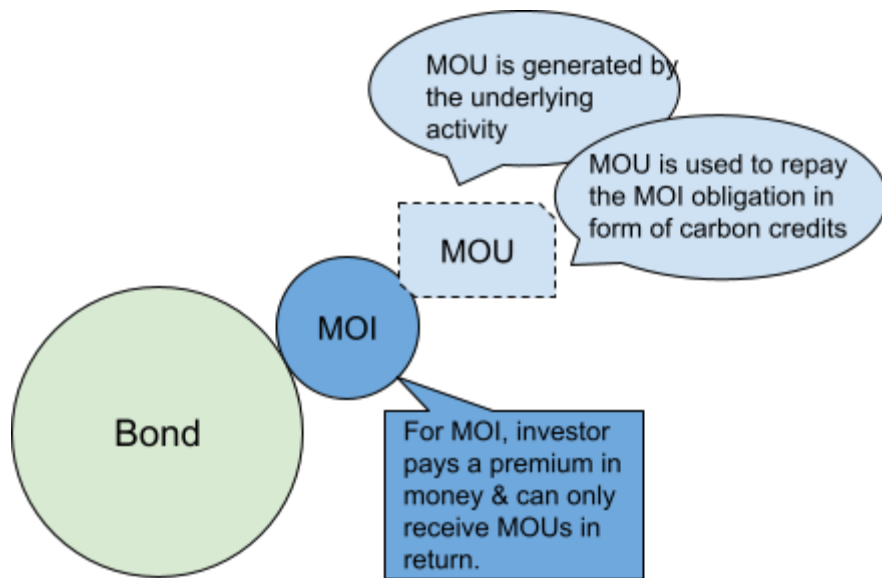 MOU is generated by
the underlying
activity
MOU is used to repay
the MOI obligation in
form of carbon credits
MOU
MOI
Bond
For MOI, investor
pays a premium in
money & can only
receive MOUs in
return.